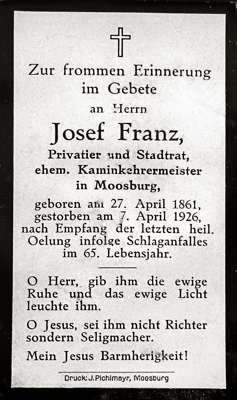 Zur frommen Erinnerung
im Gebete
an Herrn
Josef Franz,
Privatier und Stadtrat,
ehem. Kaminkehrermeister
in Moosburg,
geboren am 27. April 1861,
gestorben am 7. April 1926,
nach Empfang der letzten heil.
Oelung infolge Schlaganfalles
im 65. Lebensjahr.
O Herr, gib ihm die ewige
Ruhe und das ewige Licht
leuchte ihm.
O Jesus, sei ihm nicht Richter
sondern Seligmacher.
Mein Jesus Barmherigkeit!
Druck: J. Pichlmayr, Moosburg